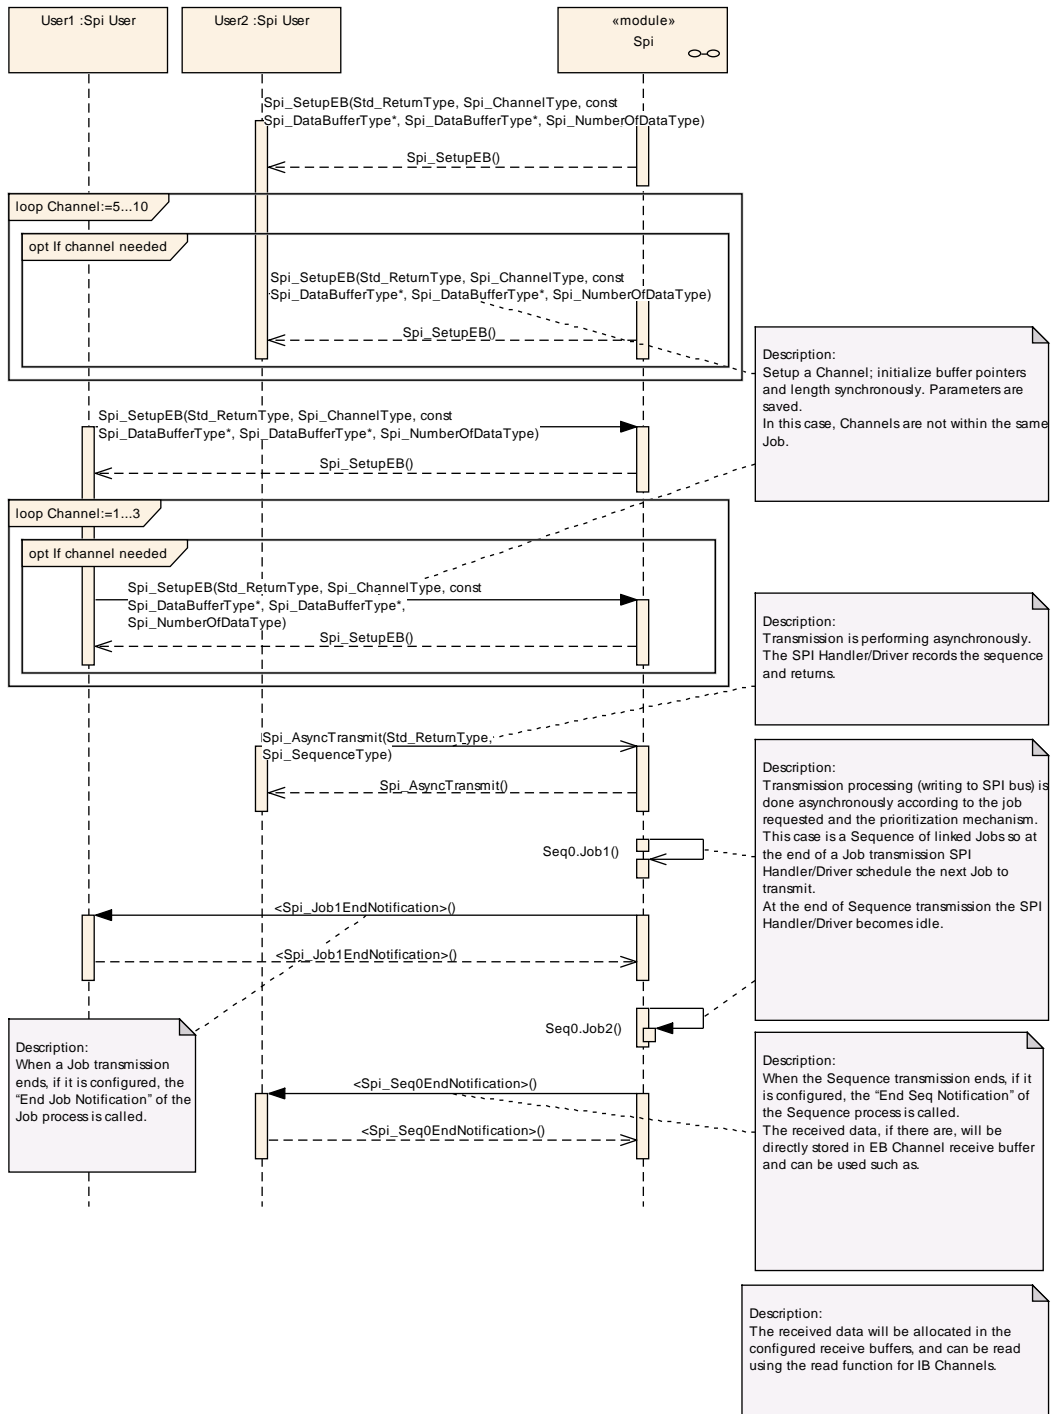 User1 :Spi User
User2 :Spi User
«module»
Spi
Spi_SetupEB(Std_ReturnType, Spi_ChannelType, const
Spi_DataBufferType*, Spi_DataBufferType*, Spi_NumberOfDataType)
Spi_SetupEB()
loop Channel:=5...10
opt If channel needed
Spi_SetupEB(Std_ReturnType, Spi_ChannelType, const
Spi_DataBufferType*, Spi_DataBufferType*, Spi_NumberOfDataType)
Spi_SetupEB()
Description:
Setup a Channel; initialize buffer pointers
and length synchronously. Parameters are
saved.
In this case, Channels are not within the same
Job.
Spi_SetupEB(Std_ReturnType, Spi_ChannelType, const
Spi_DataBufferType*, Spi_DataBufferType*, Spi_NumberOfDataType)
Spi_SetupEB()
loop Channel:=1...3
opt If channel needed
Spi_SetupEB(Std_ReturnType, Spi_ChannelType, const
Spi_DataBufferType*, Spi_DataBufferType*,
Spi_NumberOfDataType)
Spi_SetupEB()
Description:
Transmission is performing asynchronously.
The SPI Handler/Driver records the sequence
and returns.
Spi_AsyncTransmit(Std_ReturnType,
Spi_SequenceType)
Spi_AsyncTransmit()
Description:
Transmission processing (writing to SPI bus) is
done asynchronously according to the job
requested and the prioritization mechanism.
This case is a Sequence of linked Jobs so at
the end of a Job transmission SPI
Handler/Driver schedule the next Job to
transmit.
At the end of Sequence transmission the SPI
Handler/Driver becomes idle.
Seq0.Job1()
<Spi_Job1EndNotification>()
<Spi_Job1EndNotification>()
Seq0.Job2()
Description:
When a Job transmission
ends, if it is configured, the
“End Job Notification” of the
Job process is called.
<Spi_Seq0EndNotification>()
<Spi_Seq0EndNotification>()
Description:
When the Sequence transmission ends, if it
is configured, the “End Seq Notification” of
the Sequence process is called.
The received data, if there are, will be
directly stored in EB Channel receive buffer
and can be used such as.
Description:
The received data will be allocated in the
configured receive buffers, and can be read
using the read function for IB Channels.